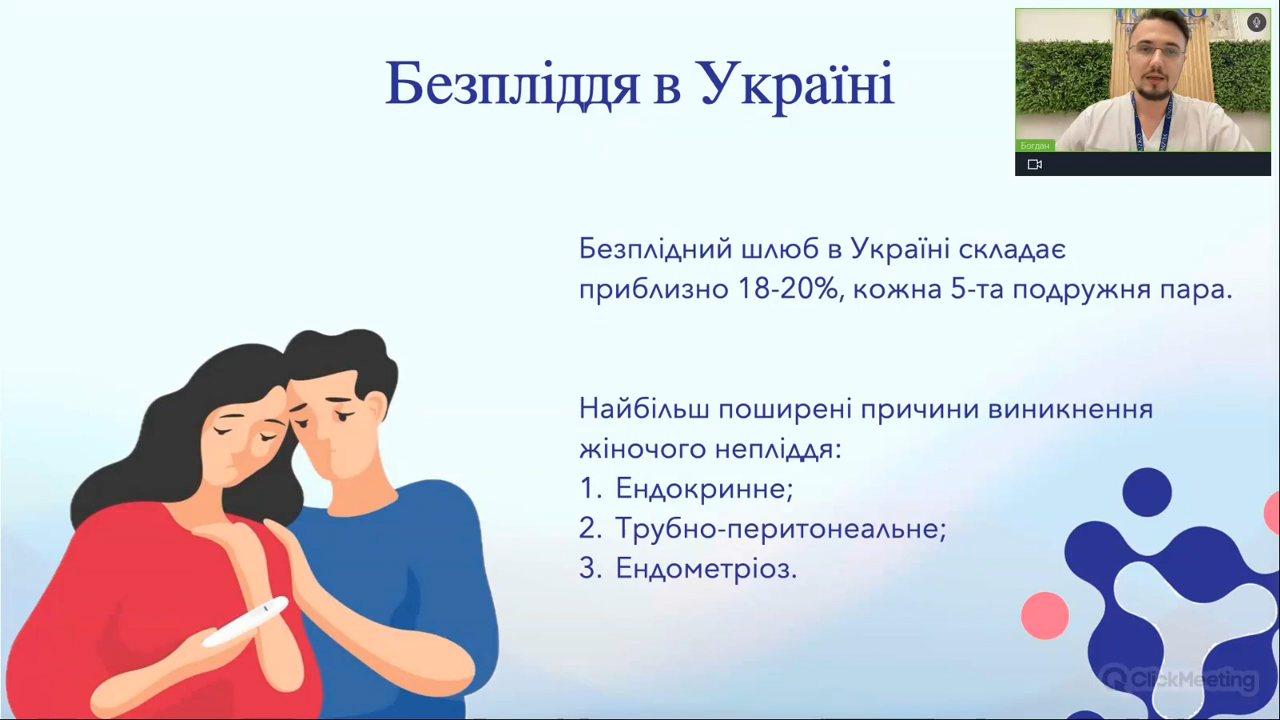 Безпліддя в Україні
Богдан
Безплідний шлюб в Україні складає
приблизно 18-20%, кожна 5-та подружня пара.
Найбільш поширені причини виникнення
жіночого непліддя:
1. Ендокринне;
2. Трубно-перитонеальне;
3. Ендометріоз.
ClickMeeting